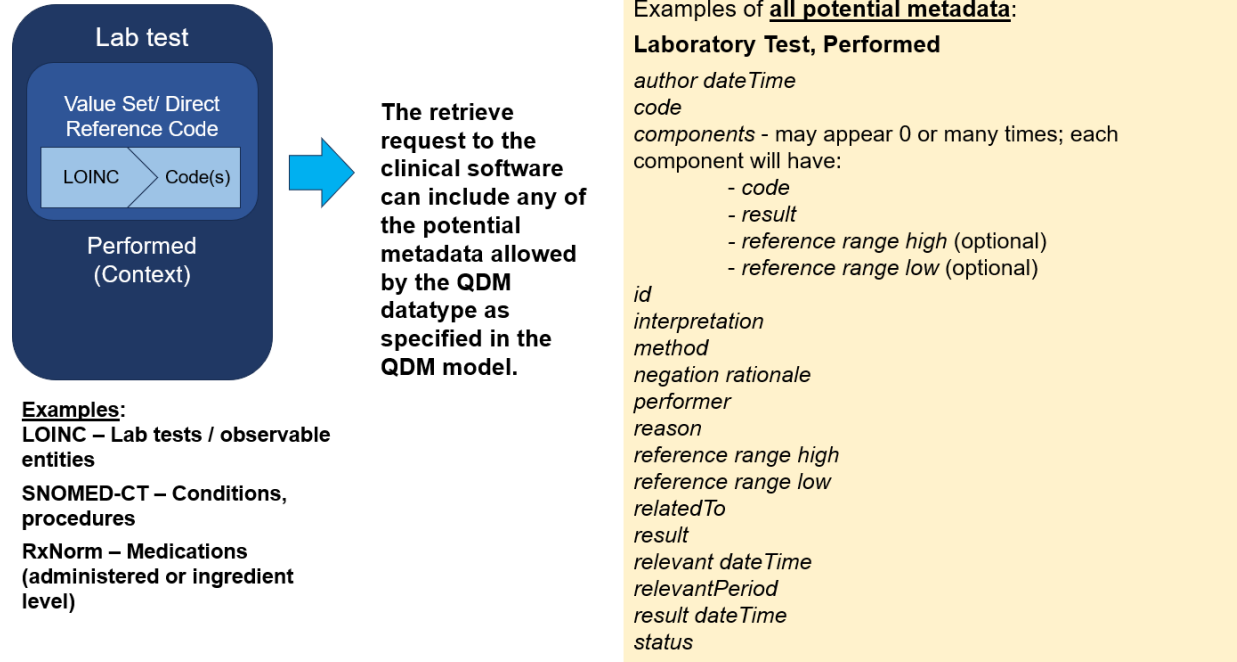 Lab test
Value Set/ Direct
Reference Code
LOINC
Code(s)
Performed
(Context)
Examples:
LOINC – Lab tests / observable
entities
SNOMED-CT – Conditions,
procedures
RxNorm – Medications
(administered or ingredient
level)
The retrieve
request to the
clinical software
can include any of
the potential
metadata allowed
by the QDM
datatype as
specified in the
QDM model.
Examples of all potential metadata:
Laboratory Test, Performed
author dateTime
code
components - may appear 0 or many times; each
component will have:
- code
- result
- reference range high (optional)
- reference range low (optional)
id
interpretation
method
negation rationale
performer
reason
reference range high
reference range low
relatedTo
result
relevant dateTime
relevantPeriod
result dateTime
status